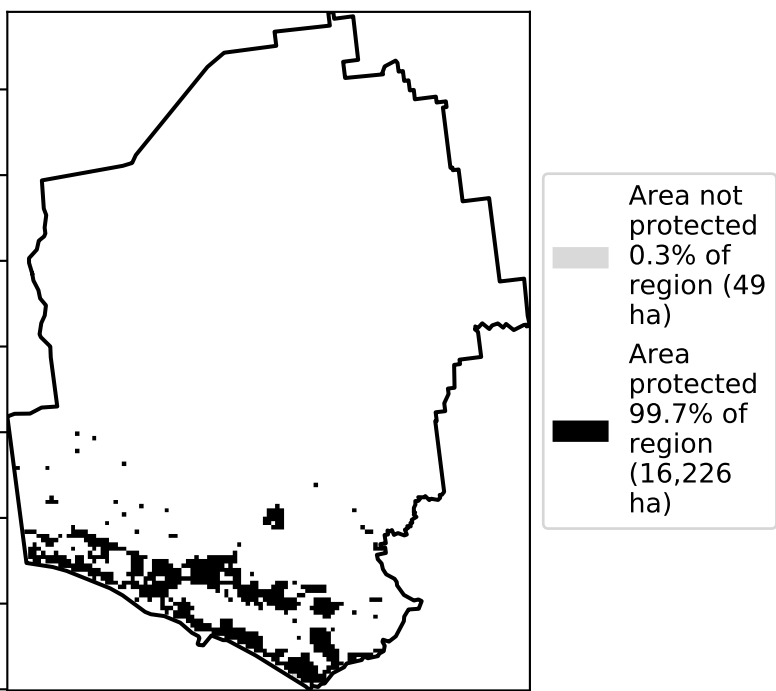 Area not
protected
0.3% of
region (49
ha)
Area
protected
99.7% of
region
(16,226
ha)